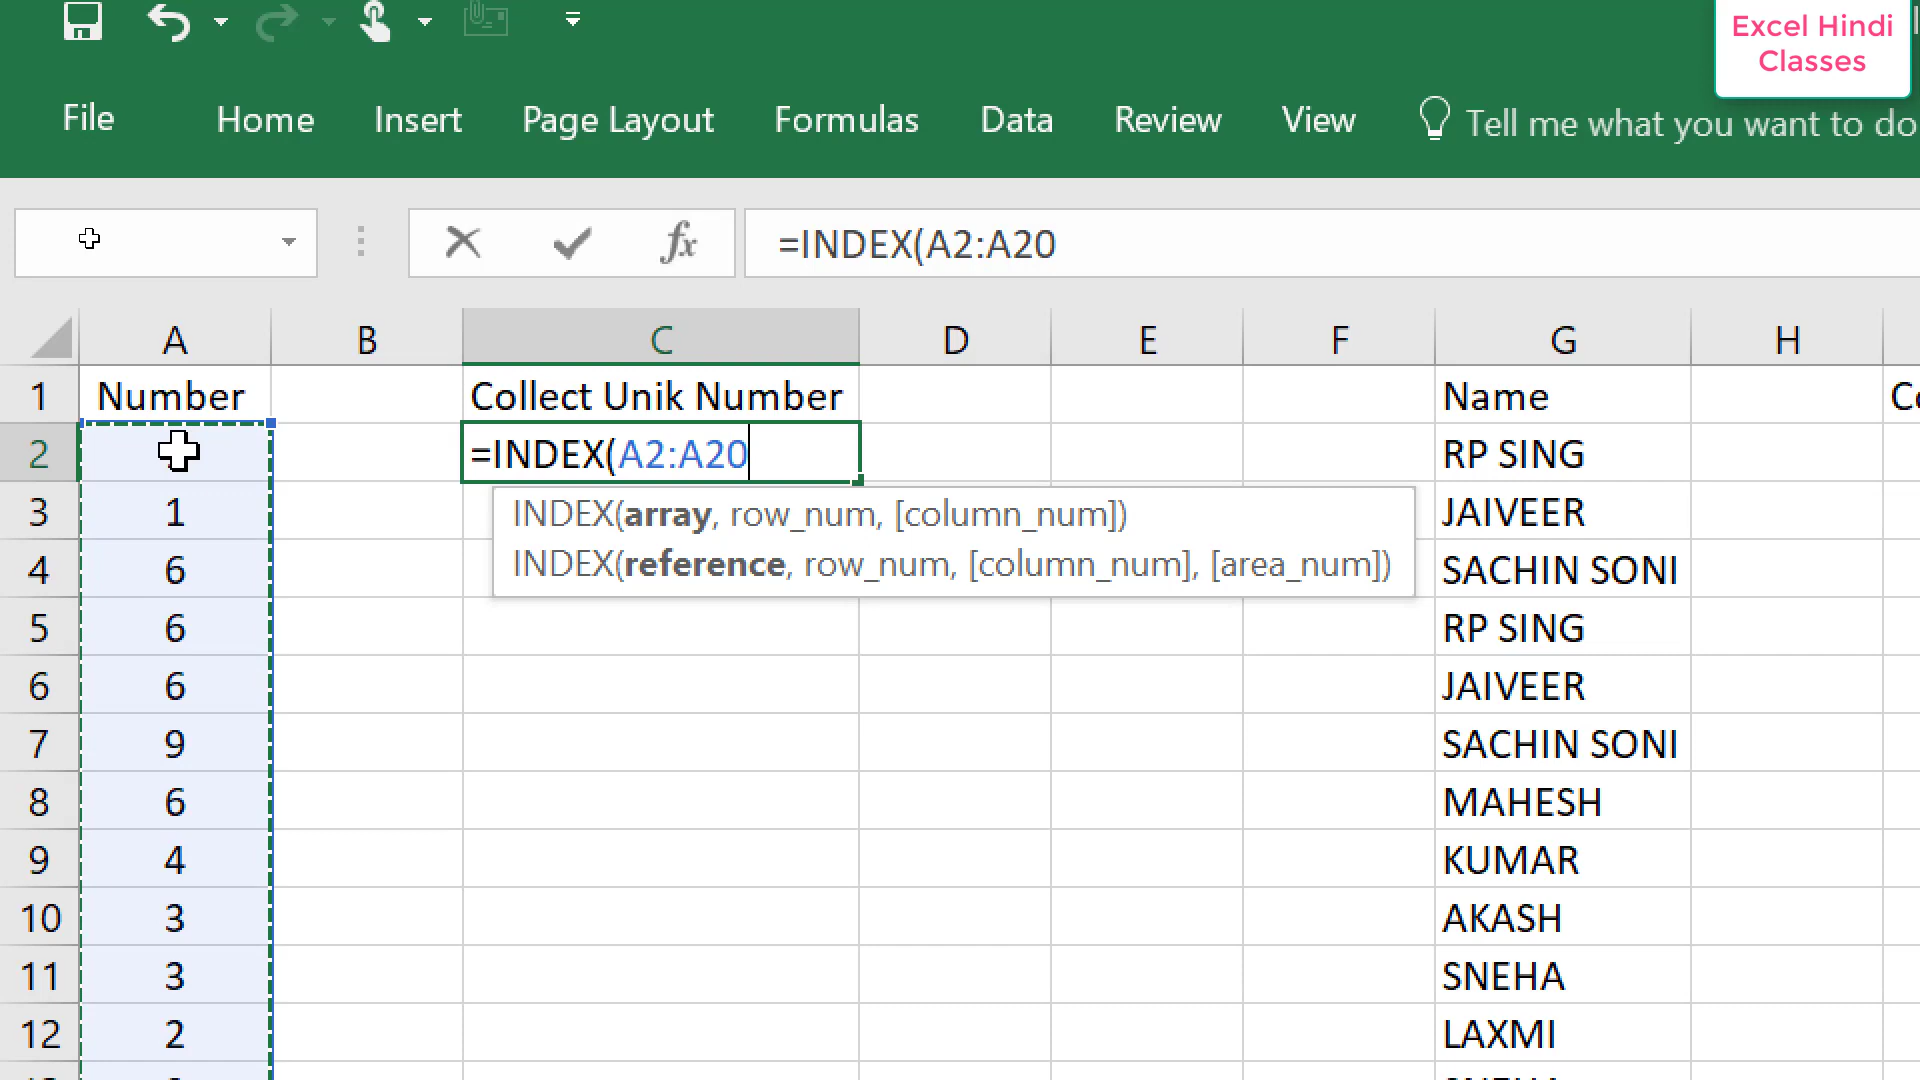 Excel Hindi
Classes
File Home Insert Page Layout Formulas Data Review View Tell me what you want to do
fx =INDEX(A2:A20
A B C D E F G H
1 Number Collect Unik Number Name
2 =INDEX(A2:A20 RP SING
INDEX(array, row_num, [column_num])
3 1 JAIVEER
INDEX(reference, row_num, [column_num], [area_num])
4 6 SACHIN SONI
5 6 RP SING
6 6 JAIVEER
7 9 SACHIN SONI
8 6 MAHESH
9 4 KUMAR
10 3 AKASH
11 3 SNEHA
12 2 LAXMI